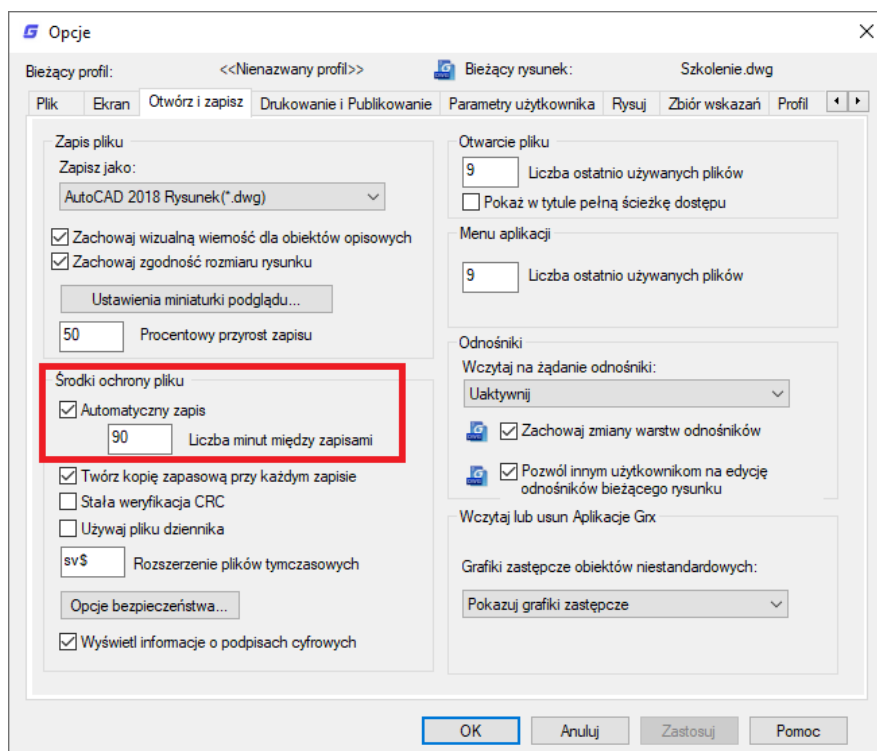 Opcje
Bieżący profil: <<Nienazwany profil>> Bieżący rysunek: Szkolenie.dwg
Plik Ekran Otwórz i zapisz Drukowanie i Publikowanie Parametry użytkownika Rysuj Zbiór wskazań Profil
Zapis pliku
Zapisz jako:
AutoCAD 2018 Rysunek(*.dwg)
Zachowaj wizualną wierność dla obiektów opisowych
Zachowaj zgodność rozmiaru rysunku
Ustawienia miniaturki podglądu...
50 Procentowy przyrost zapisu
Środki ochrony pliku
Automatyczny zapis
90 Liczba minut między zapisami
Twórz kopię zapasową przy każdym zapisie
Stała weryfikacja CRC
Używaj pliku dziennika
sv$ Rozszerzenie plików tymczasowych
Opcje bezpieczeństwa...
Wyświetl informacje o podpisach cyfrowych
Otwarcie pliku
9 Liczba ostatnio używanych plików
Pokaż w tytule pełną ścieżkę dostępu
Menu aplikacji
9 Liczba ostatnio używanych plików
Odnośniki
Wczytaj na żądanie odnośniki:
Uaktywnij
Zachowaj zmiany warstw odnośników
Pozwól innym użytkownikom na edycję
odnośników bieżącego rysunku
Wczytaj lub usun Aplikacje Grx
Grafiki zastępcze obiektów niestandardowych:
Pokazuj grafiki zastępcze
OK Anuluj Zastosuj Pomoc